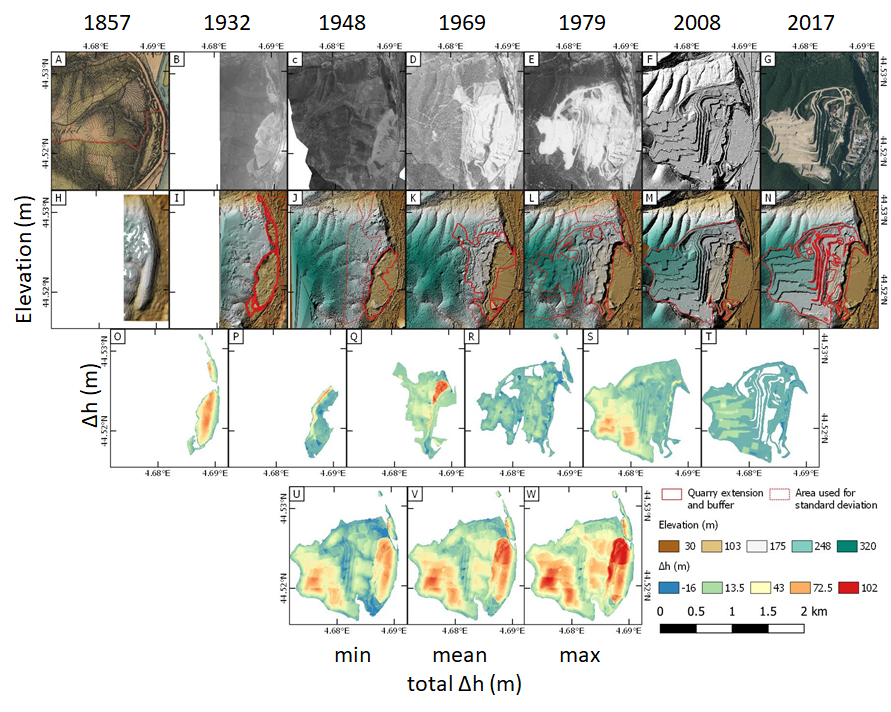 1857 1932 1948 1969 1979 2008 2017
4.68°E 4.69°E 4.69°E 4.68°E 4.69°E 4.68°E 4.69°E 4.68°E 4.69°E 4.68°E 4.69°E 4.68°E 4.69°E
A B C D E F G
44.53°N 44.53°N
44.52°N 44.52°N
Elevation (m)
H I J K L M N
44.53°N 44.53°N
44.52°N 44.52°N
Δh (m)
O P Q R S T
44.53°N 44.53°N
44.52°N 44.52°N
4.68°E 4.69°E 4.68°E 4.69°E 4.68°E 4.69°E 4.68°E 4.69°E 4.68°E 4.69°E 4.68°E 4.69°E
U V W
44.53°N 44.53°N
44.52°N 44.52°N
4.68°E 4.69°E 4.68°E 4.69°E 4.68°E 4.69°E
min mean max
total Δh (m)
Quarry extension
and buffer
Area used for
standard deviation
Elevation (m)
30 103 175 248 320
Δh (m)
-16 13.5 43 72.5 102
0 0.5 1 1.5 2 km